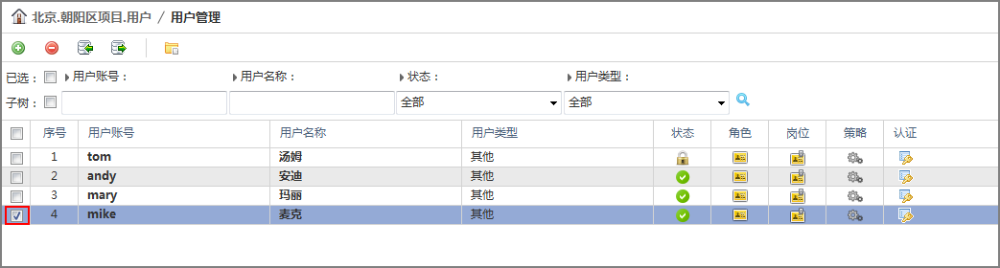 北京.朝阳区项目.用户 / 用户管理
已选： 用户账号： 用户名称： 状态： 用户类型：
子树： 全部 全部
序号 用户账号 用户名称 用户类型 状态 角色 岗位 策略 认证
1 tom 汤姆 其他
2 andy 安迪 其他
3 mary 玛丽 其他
4 mike 麦克 其他